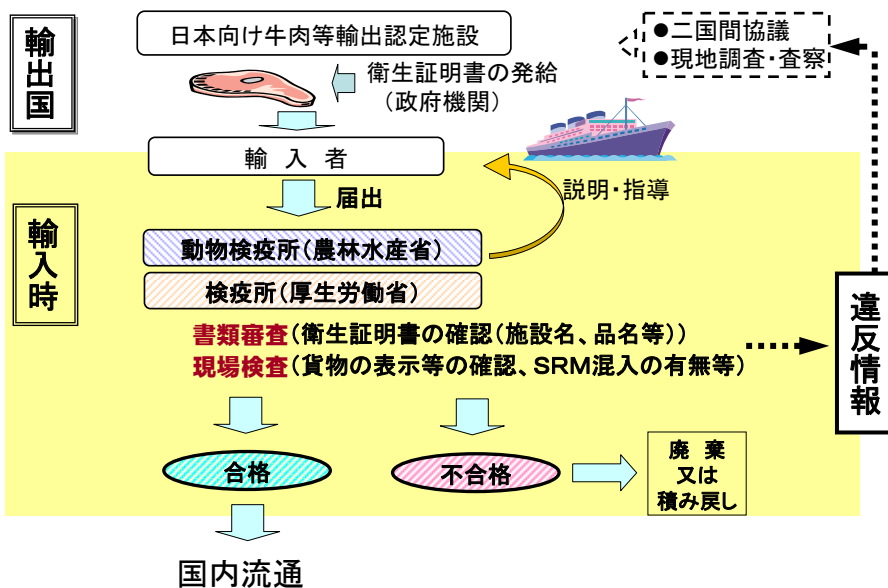 輸出国
日本向け牛肉等輸出認定施設
衛生証明書の発給
(政府機関)
●二国間協議
●現地調査・査察
輸入時
輸 入 者
届出
説明・指導
動物検疫所(農林水産省)
検疫所(厚生労働省)
書類審査(衛生証明書の確認(施設名、品名等))
現場検査(貨物の表示等の確認、SRM混入の有無等)
違反情報
合格
不合格
廃 棄
又は
積み戻し
国内流通